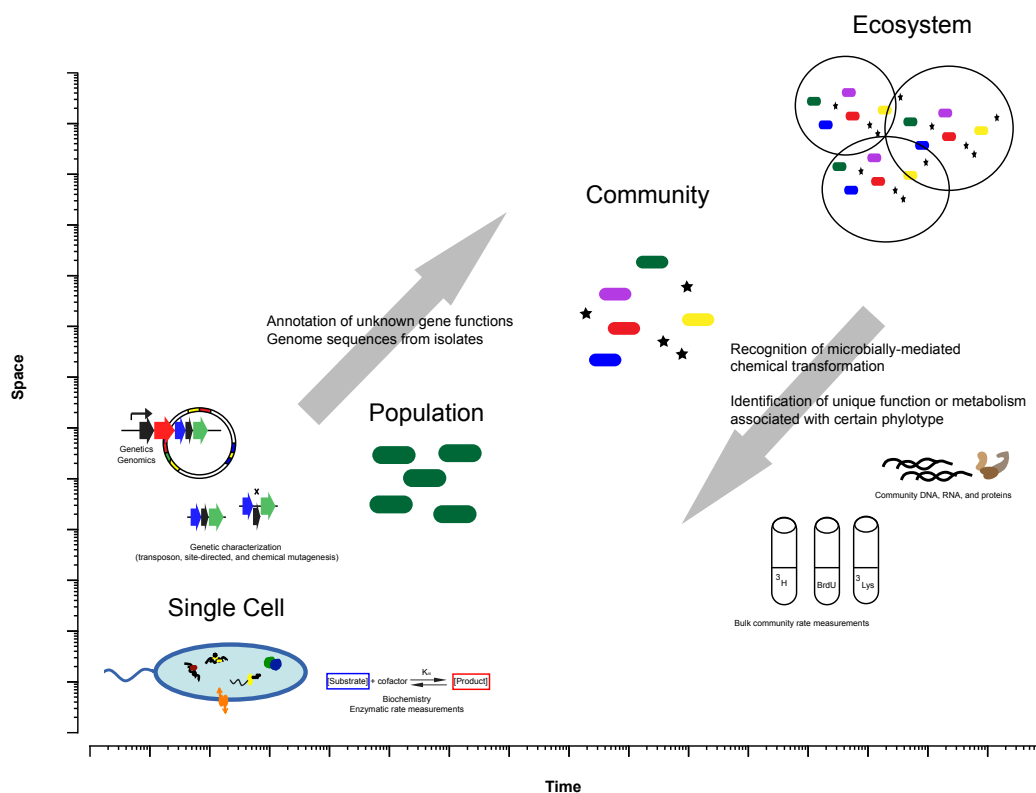 Ecosystem
Community
Annotation of unknown gene functions
Genome sequences from isolates
Recognition of microbially-mediated
chemical transformation
Identification of unique function or metabolism
associated with certain phylotype
Space
Population
Genetics
Genomics
x
Community DNA, RNA, and proteins
Genetic characterization
(transposon, site-directed, and chemical mutagenesis)
3H
BrdU
3Lys
Bulk community rate measurements
Single Cell
[Substrate] + cofactor
[Product]
Biochemistry
Enzymatic rate measurements
Time